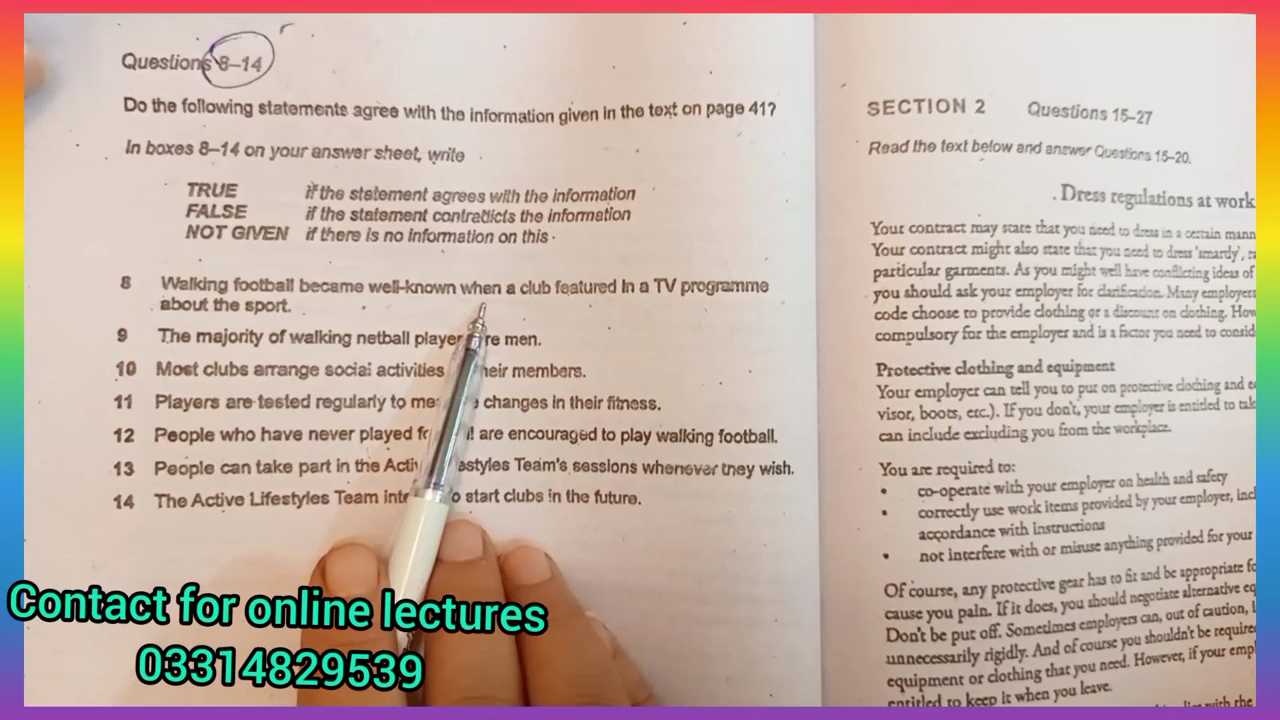 Questions 8–14
Do the following statements agree with the information given in the text on page 41?
In boxes 8–14 on your answer sheet, write
TRUE if the statement agrees with the information
FALSE if the statement contradicts the information
NOT GIVEN if there is no information on this
8 Walking football became well-known when a club featured in a TV programme
about the sport.
9 The majority of walking netball player re men.
10 Most clubs arrange social activities heir members.
11 Players are tested regularly to me changes in their fitness.
12 People who have never played fo are encouraged to play walking football.
13 People can take part in the Acti estyles Team's sessions whenever they wish.
14 The Active Lifestyles Team inte o start clubs in the future.
SECTION 2 Questions 15–27
Read the text below and answer Questions 15–20.
Dress regulations at work
Your contract may state that you need to dress in a certain mann
Your contract might also state that you need to dress 'smartly',
particular garments. As you might well have conflicting ideas of
you should ask your employer for clarification. Many employers
code choose to provide clothing or a discount on clothing. How
compulsory for the employer and is a factor you need to consid
Protective clothing and equipment
Your employer can tell you to put on protective clothing and e
visor, boots, etc.). If you don't, your employer is entitled to tak
can include excluding you from the workplace.
You are required to:
• co-operate with your employer on health and safety
• correctly use work items provided by your employer, incl
accordance with instructions
• not interfere with or misuse anything provided for your
Of course, any protective gear has to fit and be appropriate fo
cause you pain. If it does, you should negotiate alternative eq
Don't be put off. Sometimes employers can, out of caution, i
unnecessarily rigidly. And of course you shouldn't be require
equipment or clothing that you need. However, if your empl
entitled to keep it when you leave.
with the
Contact for online lectures
03314829539